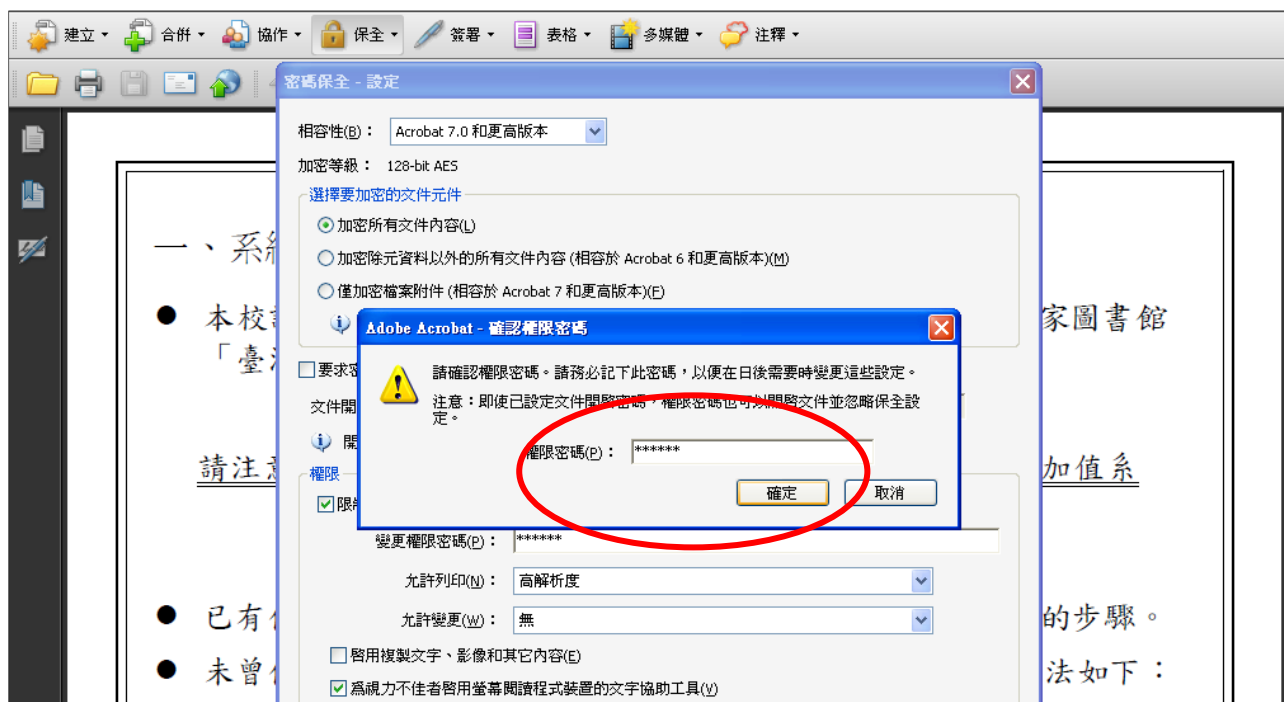 建立 合併 協作 保全 簽署 表格 多媒體 注釋
密碼保全 - 設定
相容性(B)： Acrobat 7.0 和更高版本
加密等級： 128-bit AES
選擇要加密的文件元件
加密所有文件內容(L)
一、系
加密除元資料以外的所有文件內容 (相容於 Acrobat 6 和更高版本)(M)
僅加密檔案附件 (相容於 Acrobat 7 和更高版本)(F)
● 本校 家圖書館
「臺
Adobe Acrobat - 確認權限密碼
請確認權限密碼。請務必記下此密碼，以便在日後需要時變更這些設定。
注意：即使已設定文件開啟密碼，權限密碼也可以開啟文件並忽略保全設
定。
權限密碼(P)： ******
確定 取消
要求
文件開
開
請注 加值系
權限
限
變更權限密碼(P)： ******
允許列印(N)： 高解析度
允許變更(W)： 無
● 已有 的步驟。
啓用複製文字、影像和其它內容(E)
● 未曾 法如下：
爲視力不佳者啓用螢幕閱讀程式裝置的文字協助工具(V)